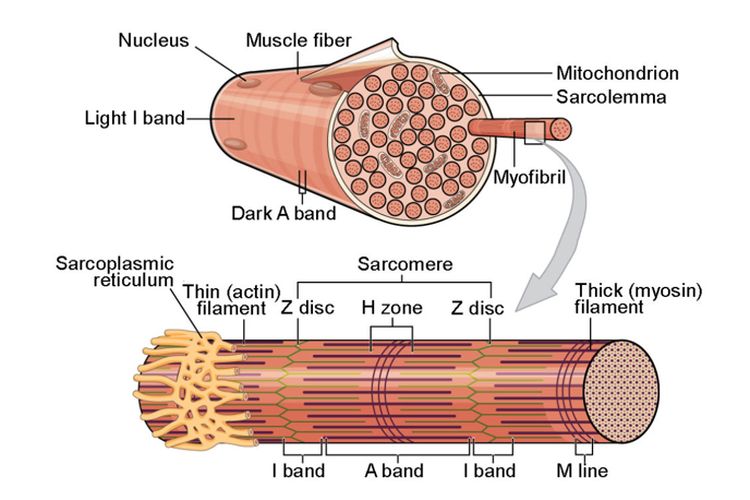 Nucleus
Muscle fiber
Mitochondrion
Sarcolemma
Light I band
Myofibril
Dark A band
Sarcoplasmic
reticulum
Sarcomere
Thin (actin)
filament
Z disc
H zone
Z disc
Thick (myosin)
filament
I band
A band
I band
M line